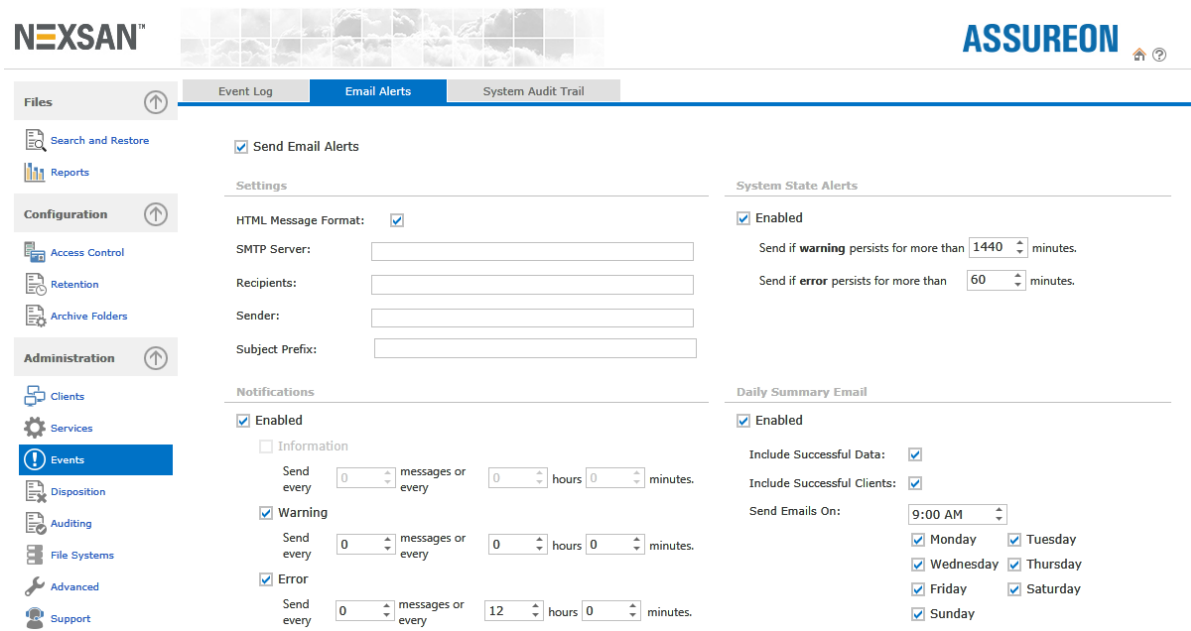 NEXSAN™
ASSUREON
Files
Search and Restore
Reports
Configuration
Access Control
Retention
Archive Folders
Administration
Clients
Services
Events
Disposition
Auditing
File Systems
Advanced
Support
Event Log
Email Alerts
System Audit Trail
Send Email Alerts
Settings
HTML Message Format:
SMTP Server:
Recipients:
Sender:
Subject Prefix:
System State Alerts
Enabled
Send if warning persists for more than 1440 minutes.
Send if error persists for more than 60 minutes.
Notifications
Enabled
Information
Send every 0 messages or every 0 hours 0 minutes.
Warning
Send every 0 messages or every 0 hours 0 minutes.
Error
Send every 0 messages or every 12 hours 0 minutes.
Daily Summary Email
Enabled
Include Successful Data:
Include Successful Clients:
Send Emails On: 9:00 AM
Monday Tuesday
Wednesday Thursday
Friday Saturday
Sunday